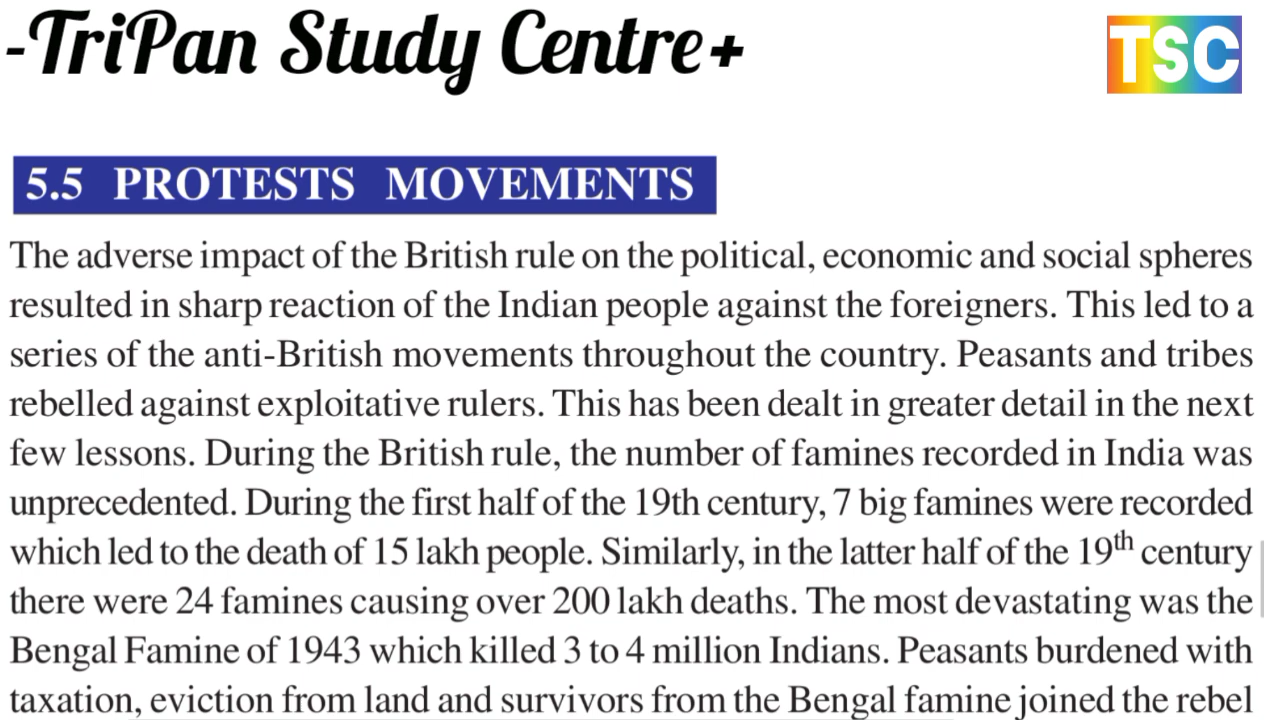 -TriPan Study Centre+
TSC
5.5 PROTESTS MOVEMENTS
The adverse impact of the British rule on the political, economic and social spheres
resulted in sharp reaction of the Indian people against the foreigners. This led to a
series of the anti-British movements throughout the country. Peasants and tribes
rebelled against exploitative rulers. This has been dealt in greater detail in the next
few lessons. During the British rule, the number of famines recorded in India was
unprecedented. During the first half of the 19th century, 7 big famines were recorded
which led to the death of 15 lakh people. Similarly, in the latter half of the 19th century
there were 24 famines causing over 200 lakh deaths. The most devastating was the
Bengal Famine of 1943 which killed 3 to 4 million Indians. Peasants burdened with
taxation, eviction from land and survivors from the Bengal famine joined the rebel